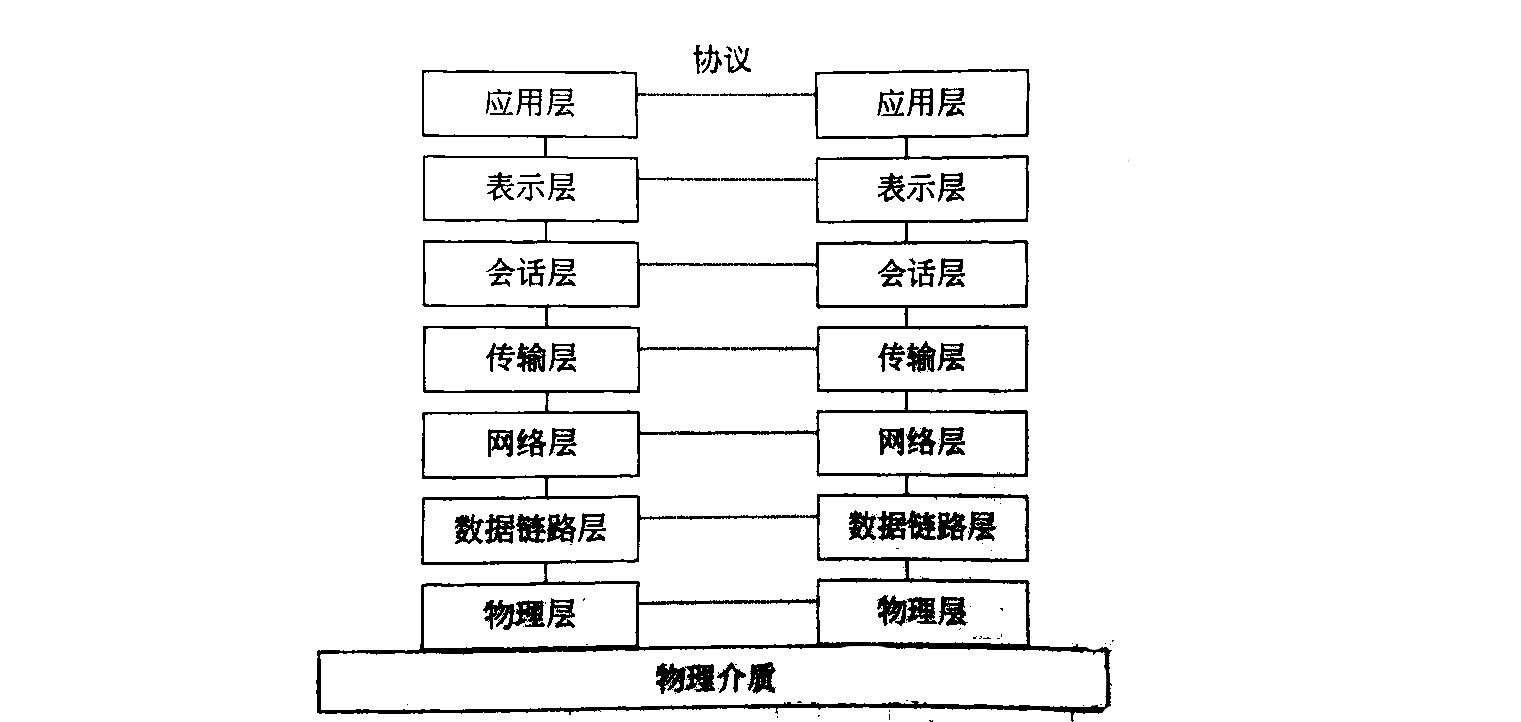 协议
应用层 应用层
表示层 表示层
会话层 会话层
传输层 传输层
网络层 网络层
数据链路层 数据链路层
物理层 物理层
物理介质